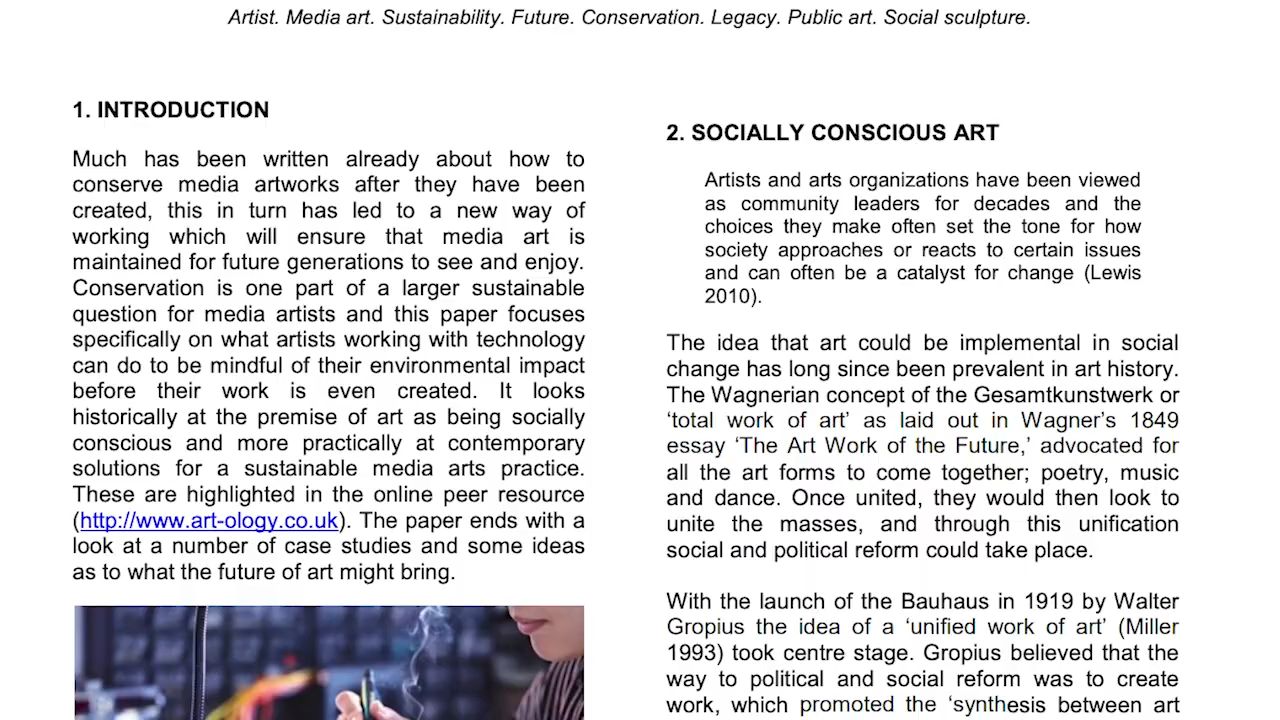 Artist. Media art. Sustainability. Future. Conservation. Legacy. Public art. Social sculpture.
1. INTRODUCTION
Much has been written already about how to
conserve media artworks after they have been
created, this in turn has led to a new way of
working which will ensure that media art is
maintained for future generations to see and enjoy.
Conservation is one part of a larger sustainable
question for media artists and this paper focuses
specifically on what artists working with technology
can do to be mindful of their environmental impact
before their work is even created. It looks
historically at the premise of art as being socially
conscious and more practically at contemporary
solutions for a sustainable media arts practice.
These are highlighted in the online peer resource
(http://www.art-ology.co.uk). The paper ends with a
look at a number of case studies and some ideas
as to what the future of art might bring.
2. SOCIALLY CONSCIOUS ART
Artists and arts organizations have been viewed
as community leaders for decades and the
choices they make often set the tone for how
society approaches or reacts to certain issues
and can often be a catalyst for change (Lewis
2010).
The idea that art could be implemental in social
change has long since been prevalent in art history.
The Wagnerian concept of the Gesamtkunstwerk or
‘total work of art’ as laid out in Wagner’s 1849
essay ‘The Art Work of the Future,’ advocated for
all the art forms to come together; poetry, music
and dance. Once united, they would then look to
unite the masses, and through this unification
social and political reform could take place.
With the launch of the Bauhaus in 1919 by Walter
Gropius the idea of a ‘unified work of art’ (Miller
1993) took centre stage. Gropius believed that the
way to political and social reform was to create
work, which promoted the ‘synthesis between art